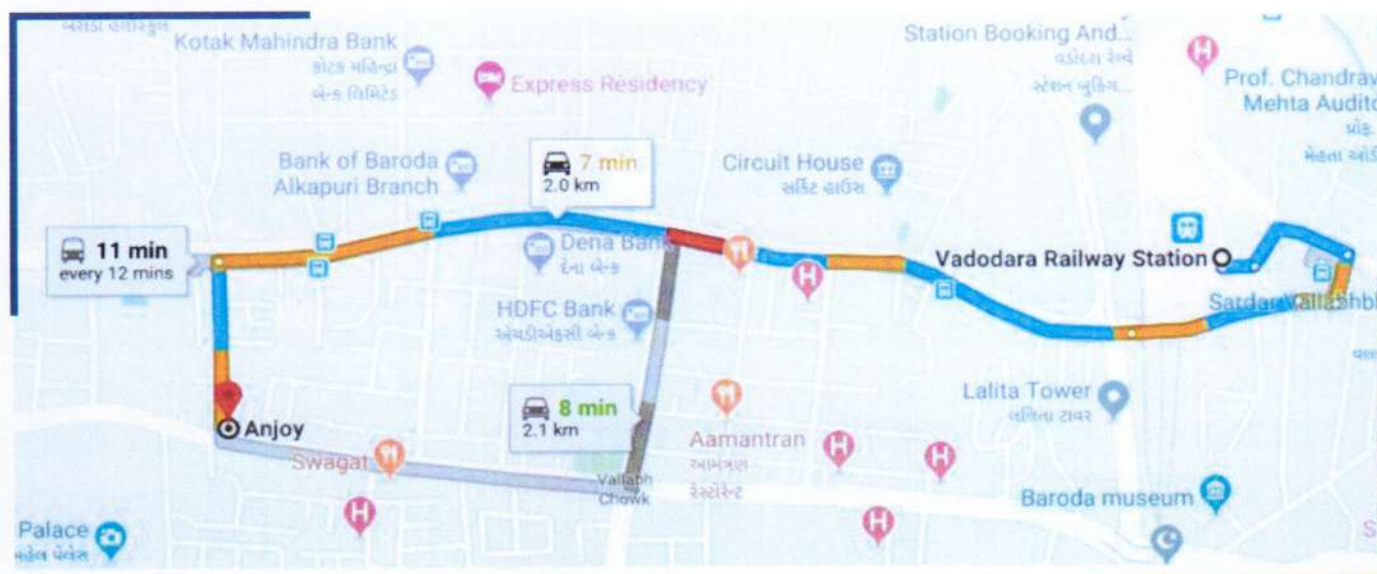 Kotak Mahindra Bank
કોટક મહિન્દ્રા
બેન્ક લિમિટેડ
Express Residency
Station Booking And...
વડોદરા રેલ્વે
સ્ટેશન બુકિંગ...
Prof. Chandrav
Mehta Audito
પ્રોફ.
મેહતા ઓડિ
Bank of Baroda
Alkapuri Branch
7 min
2.0 km
Circuit House
સર્કિટ હાઉસ
11 min
every 12 mins
Dena Bank
દેના બેન્ક
Vadodara Railway Station
HDFC Bank
એચડીએફસી બેન્ક
Sardar Vallabhbh
8 min
2.1 km
Lalita Tower
લલિતા ટાવર
Anjoy
Aamantran
આમંત્રણ
રેસ્ટોરેન્ટ
Swagat
Vallabh
Chowk
Baroda museum
Palace
મહેલ પેલેસ
H
H
H
H
H
H
S